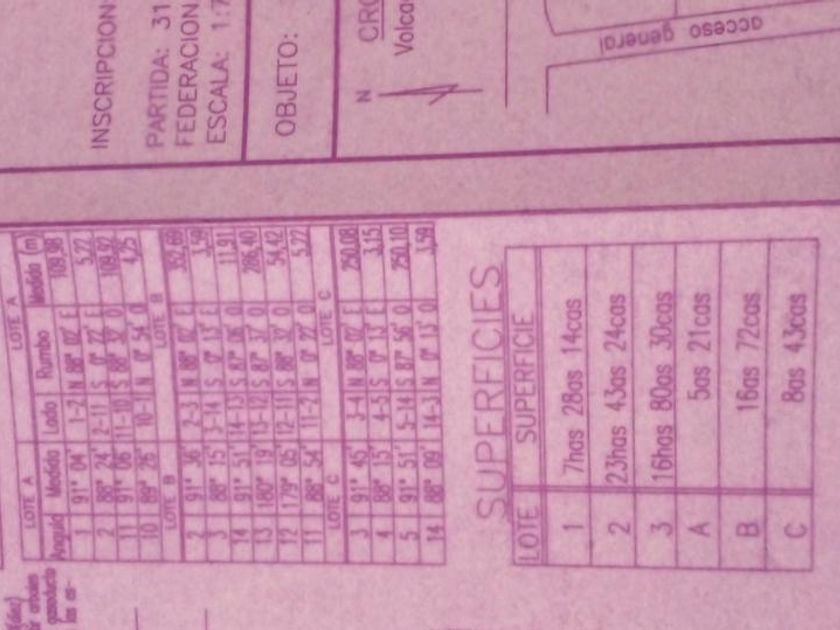 INSCRIPCION:
PARTIDA: 31
FEDERACION
ESCALA: 1:7
OBJETO:
N
CRO
Volca
acceso general
LOTE A LOTE A
Angulo Medida Lado Rumbo Medida (m)
1 91° 04' 1-2 N 88° 02' E 109,98
2 88° 24' 2-11 S 0° 22' E 5,22
11 91° 06' 11-10 S 88° 32' O 109,92
10 89° 26' 10-1 N 0° 54' O 4,25
LOTE B LOTE B
2 91° 36' 2-3 N 88° 02' E 352,69
3 88° 15' 3-14 S 0° 13' E 3,59
14 91° 51' 14-13 S 87° 06' O 11,91
13 180° 19' 13-12 S 87° 37' O 286,40
12 179° 05' 12-11 S 88° 32' O 54,42
11 88° 54' 11-2 N 0° 22' O 5,22
LOTE C LOTE C
3 91° 45' 3-4 N 88° 02' E 250,08
4 88° 15' 4-5 S 0° 13' E 3,15
5 91° 51' 5-14 S 87° 56' O 250,10
14 88° 09' 14-3 N 0° 13' O 3,59
SUPERFICIES
LOTE SUPERFICIE
1 7has 28as 14cas
2 23has 43as 24cas
3 16has 80as 30cas
A 5as 21cas
B 16as 72cas
C 8as 43cas